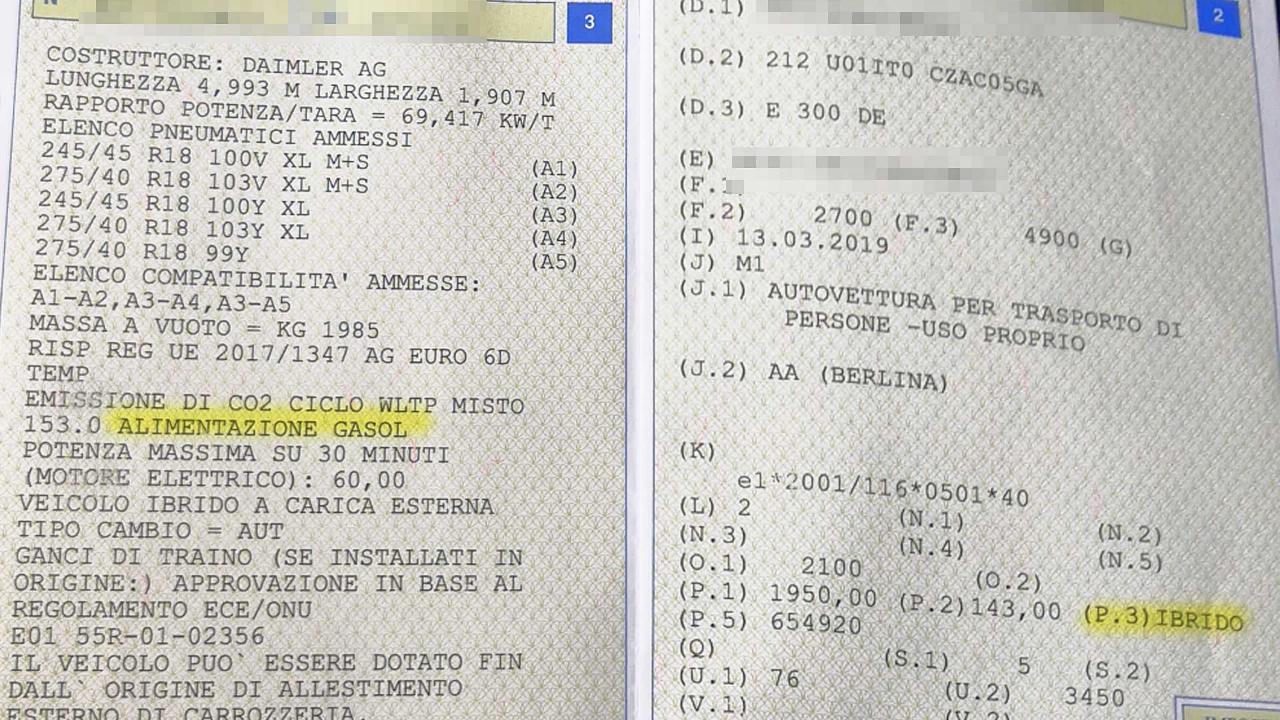 N
3
COSTRUTTORE: DAIMLER AG
LUNGHEZZA 4,993 M LARGHEZZA 1,907 M
RAPPORTO POTENZA/TARA = 69,417 KW/T
ELENCO PNEUMATICI AMMESSI
245/45 R18 100V XL M+S (A1)
275/40 R18 103V XL M+S (A2)
245/45 R18 100Y XL (A3)
275/40 R18 103Y XL (A4)
275/40 R18 99Y (A5)
ELENCO COMPATIBILITA' AMMESSE:
A1-A2,A3-A4,A3-A5
MASSA A VUOTO = KG 1985
RISP REG UE 2017/1347 AG EURO 6D
TEMP
EMISSIONE DI CO2 CICLO WLTP MISTO
153.0 ALIMENTAZIONE GASOL
POTENZA MASSIMA SU 30 MINUTI
(MOTORE ELETTRICO): 60,00
VEICOLO IBRIDO A CARICA ESTERNA
TIPO CAMBIO = AUT
GANCI DI TRAINO (SE INSTALLATI IN
ORIGINE:) APPROVAZIONE IN BASE AL
REGOLAMENTO ECE/ONU
E01 55R-01-02356
IL VEICOLO PUO` ESSERE DOTATO FIN
DALL` ORIGINE DI ALLESTIMENTO
ESTERNO DI CARROZZERIA.
(D.1)
2
(D.2) 212 U01IT0 CZAC05GA
(D.3) E 300 DE
(E)
(F.1
(F.2) 2700 (F.3) 4900 (G)
(I) 13.03.2019
(J) M1
(J.1) AUTOVETTURA PER TRASPORTO DI
PERSONE -USO PROPRIO
(J.2) AA (BERLINA)
(K)
e1*2001/116*0501*40
(L) 2 (N.1) (N.2)
(N.3) (N.4) (N.5)
(O.1) 2100 (O.2)
(P.1) 1950,00 (P.2)143,00 (P.3)IBRIDO
(P.5) 654920
(Q) (S.1) 5 (S.2)
(U.1) 76 (U.2) 3450
(V.1)